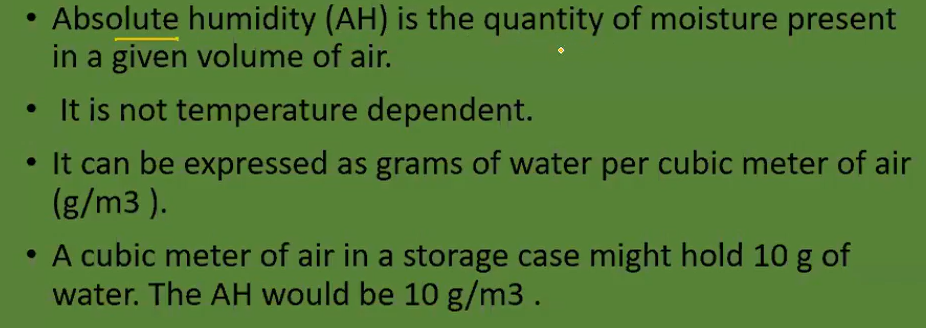 • Absolute humidity (AH) is the quantity of moisture present
in a given volume of air.
• It is not temperature dependent.
• It can be expressed as grams of water per cubic meter of air
(g/m3 ).
• A cubic meter of air in a storage case might hold 10 g of
water. The AH would be 10 g/m3 .